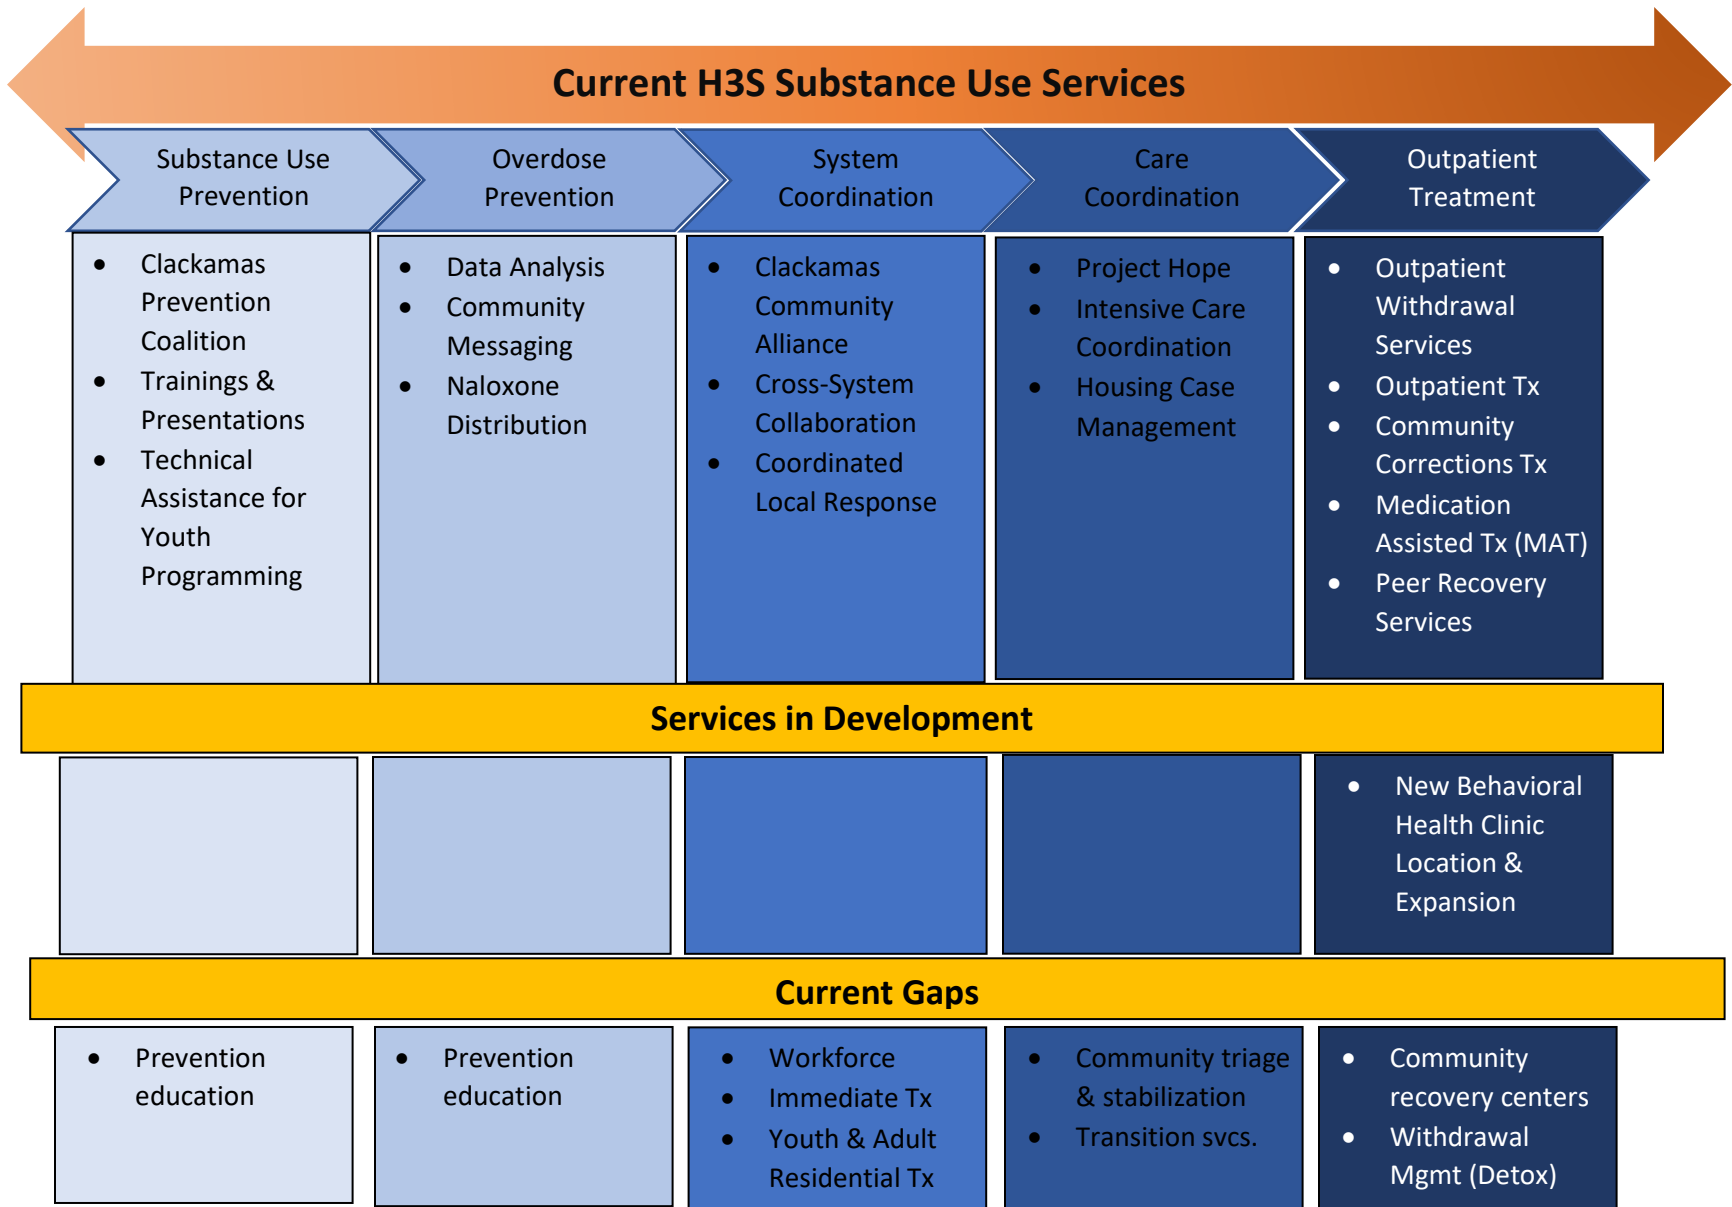 Current H3S Substance Use Services
Substance Use
Prevention
Overdose
Prevention
System
Coordination
Care
Coordination
Outpatient
Treatment
• Clackamas
Prevention
Coalition
• Trainings &
Presentations
• Technical
Assistance for
Youth
Programming
• Data Analysis
• Community
Messaging
• Naloxone
Distribution
• Clackamas
Community
Alliance
• Cross-System
Collaboration
• Coordinated
Local Response
• Project Hope
• Intensive Care
Coordination
• Housing Case
Management
• Outpatient
Withdrawal
Services
• Outpatient Tx
• Community
Corrections Tx
• Medication
Assisted Tx (MAT)
• Peer Recovery
Services
Services in Development
• New Behavioral
Health Clinic
Location &
Expansion
Current Gaps
• Prevention
education
• Prevention
education
• Workforce
• Immediate Tx
• Youth & Adult
Residential Tx
• Community triage
& stabilization
• Transition svcs.
• Community
recovery centers
• Withdrawal
Mgmt (Detox)